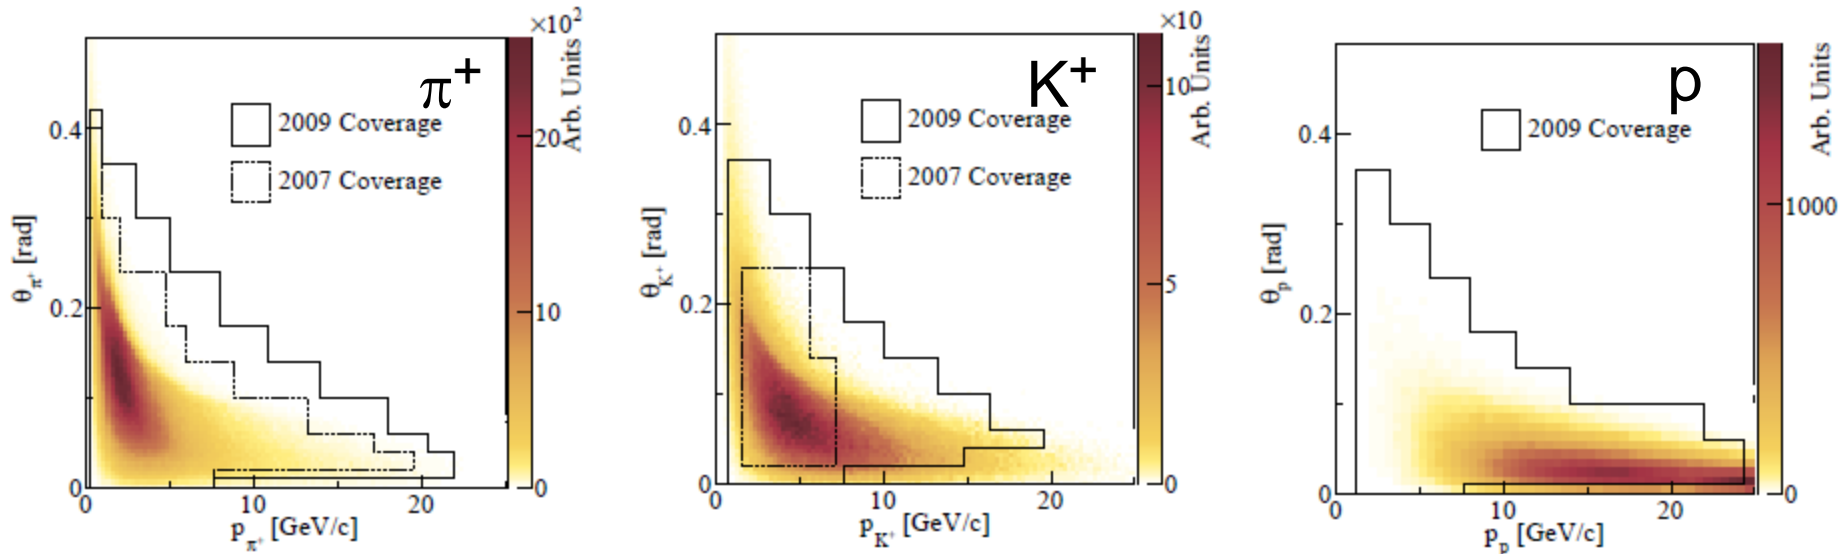 ×10²
π⁺
2009 Coverage
2007 Coverage
Arb. Units
20
10
0
0.4
0.2
0
θπ⁺ [rad]
0
10
20
pπ⁺ [GeV/c]
×10
K⁺
2009 Coverage
2007 Coverage
Arb. Units
10
5
0
0.4
0.2
0
θK⁺ [rad]
0
10
20
pK⁺ [GeV/c]
p
2009 Coverage
Arb. Units
1000
0
0.4
0.2
0
θp [rad]
0
10
20
pp [GeV/c]